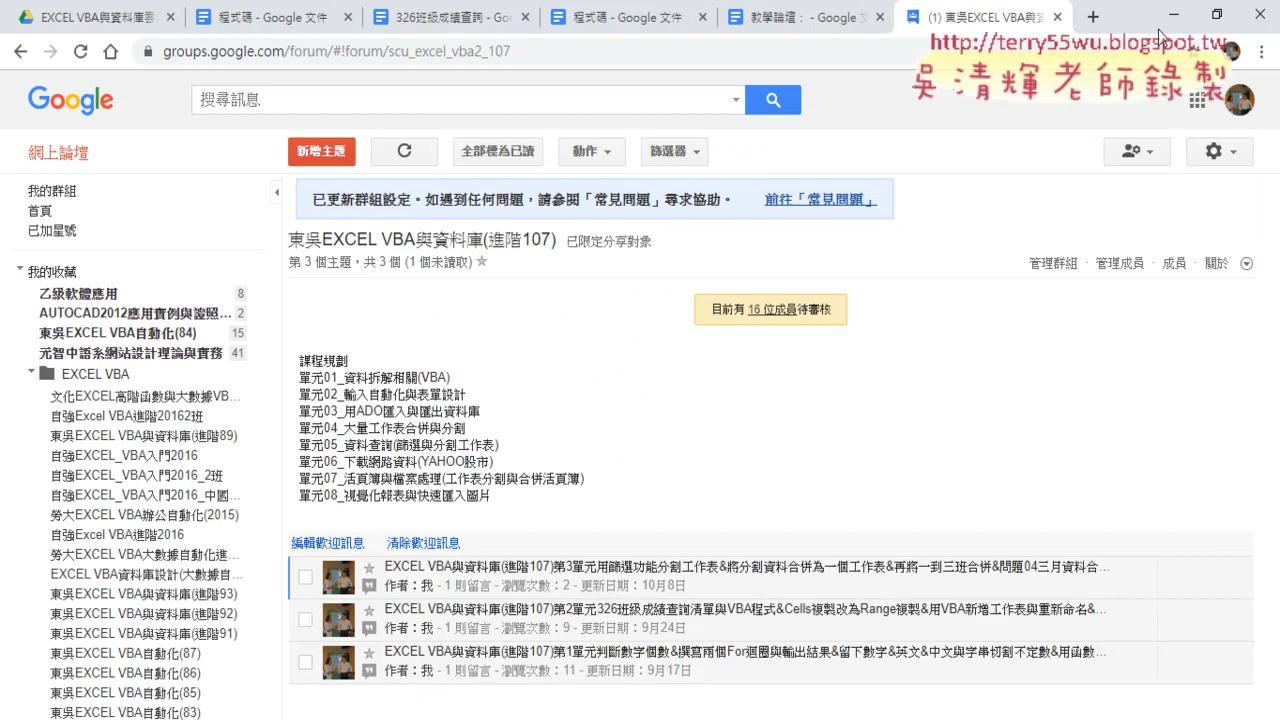 EXCEL VBA與資料庫雲
程式碼 - Google 文件
326班級成績查詢 - G
程式碼 - Google 文件
教學論壇： - Google 文
(1) 東吳EXCEL VBA與資
groups.google.com/forum/#!forum/scu_excel_vba2_107
http://terry55wu.blogspot.tw
吳清輝老師錄製
Google
搜尋訊息
網上論壇
新增主題
全部標為已讀
動作
篩選器
我的群組
首頁
已加星號
已更新群組設定。如遇到任何問題，請參閱「常見問題」尋求協助。 前往「常見問題」
東吳EXCEL VBA與資料庫(進階107) 已限定分享對象
第 3 個主題，共 3 個 (1 個未讀取)
管理群組 · 管理成員 · 成員 · 關於
目前有 16 位成員待審核
我的收藏
乙級軟體應用 8
AUTOCAD2012應用實例與證照... 2
東吳EXCEL VBA自動化(84) 15
元智中語系網站設計理論與實務 41
EXCEL VBA
文化EXCEL高階函數與大數據VB...
自強Excel VBA進階20162班
東吳EXCEL VBA與資料庫(進階89)
自強EXCEL_VBA入門2016
自強EXCEL_VBA入門2016_2班
自強EXCEL_VBA入門2016_中國...
勞大EXCEL VBA辦公自動化(2015)
自強Excel VBA進階2016
勞大EXCEL VBA大數據自動化進...
EXCEL VBA資料庫設計(大數據自...
東吳EXCEL VBA與資料庫(進階93)
東吳EXCEL VBA與資料庫(進階92)
東吳EXCEL VBA與資料庫(進階91)
東吳EXCEL VBA自動化(87)
東吳EXCEL VBA自動化(86)
東吳EXCEL VBA自動化(85)
東吳EXCEL VBA自動化(83)
課程規劃
單元01_資料拆解相關(VBA)
單元02_輸入自動化與表單設計
單元03_用ADO匯入與匯出資料庫
單元04_大量工作表合併與分割
單元05_資料查詢(篩選與分割工作表)
單元06_下載網路資料(YAHOO股市)
單元07_活頁簿與檔案處理(工作表分割與合併活頁簿)
單元08_視覺化報表與快速匯入圖片
編輯歡迎訊息 清除歡迎訊息
EXCEL VBA與資料庫(進階107)第3單元用篩選功能分割工作表&將分割資料合併為一個工作表&再將一到三班合併&問題04三月資料合...
作者：我 - 1 則留言 - 瀏覽次數：2 - 更新日期：10月8日
EXCEL VBA與資料庫(進階107)第2單元326班級成績查詢清單與VBA程式&Cells複製改為Range複製&用VBA新增工作表與重新命名&...
作者：我 - 1 則留言 - 瀏覽次數：9 - 更新日期：9月24日
EXCEL VBA與資料庫(進階107)第1單元判斷數字個數&撰寫兩個For迴圈與輸出結果&留下數字&英文&中文與字串切割不定數&用函數...
作者：我 - 1 則留言 - 瀏覽次數：11 - 更新日期：9月17日